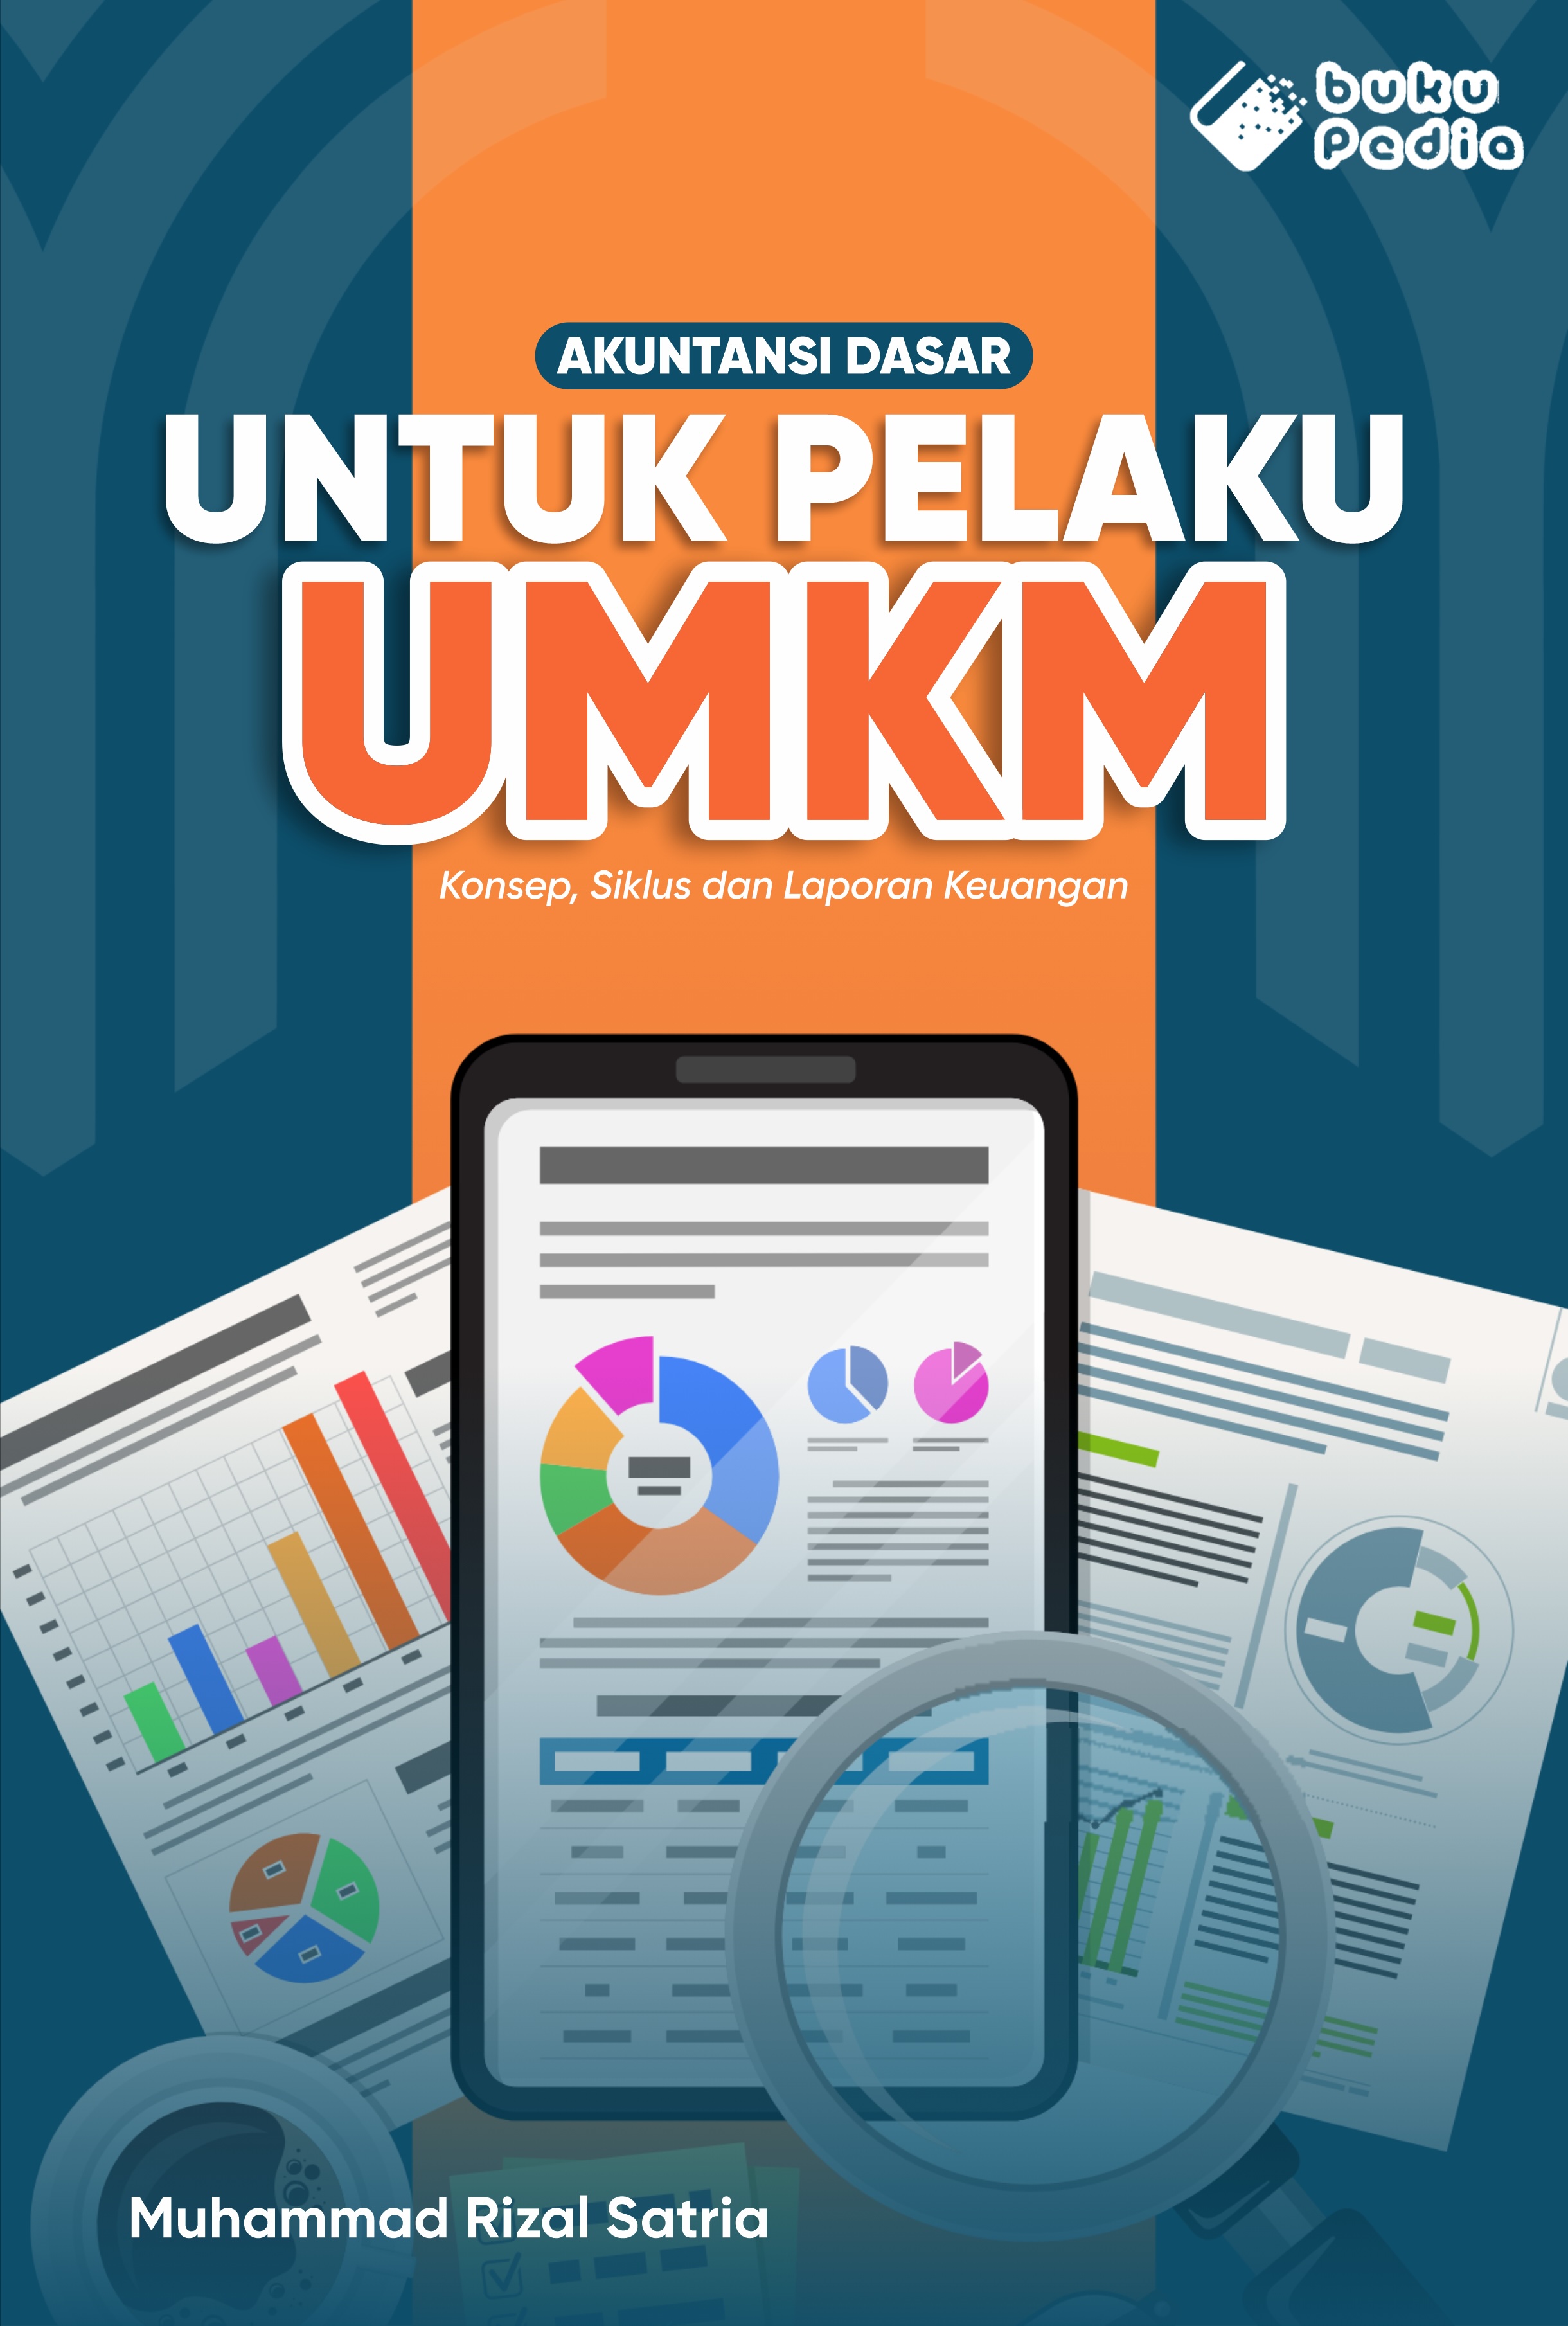 buku
Pedia
AKUNTANSI DASAR
UNTUK PELAKU
UMKM
Konsep, Siklus dan Laporan Keuangan
Muhammad Rizal Satria